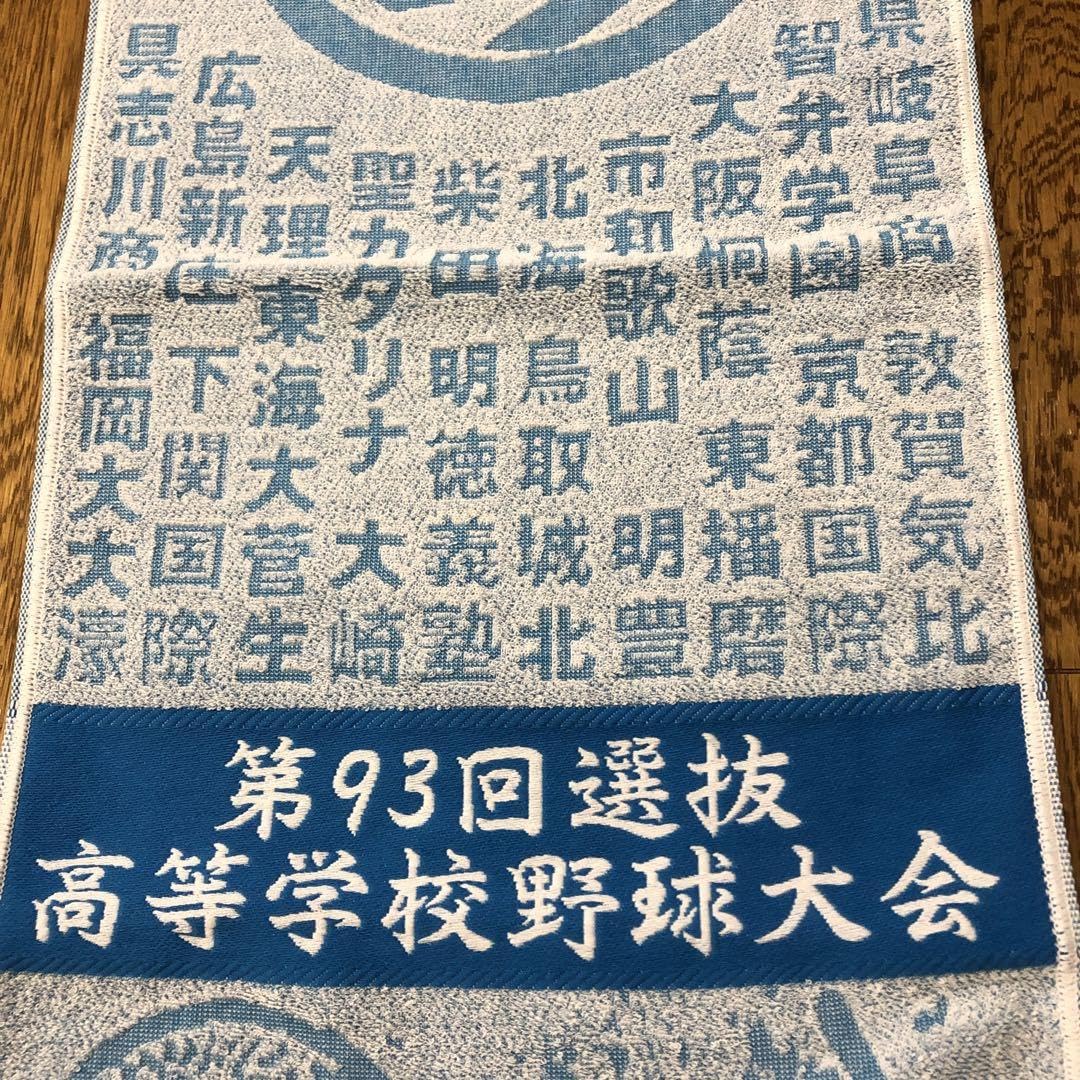 県岐阜商 敦賀気比
智弁学園 京都国際
大阪桐蔭 東播磨
市和歌山 明豊
北海 鳥取城北
柴田 明徳義塾
聖カタリナ 大崎
天理 東海大菅生
広島新庄 下関国際
具志川商 福岡大大濠
第93回選抜
高等学校野球大会